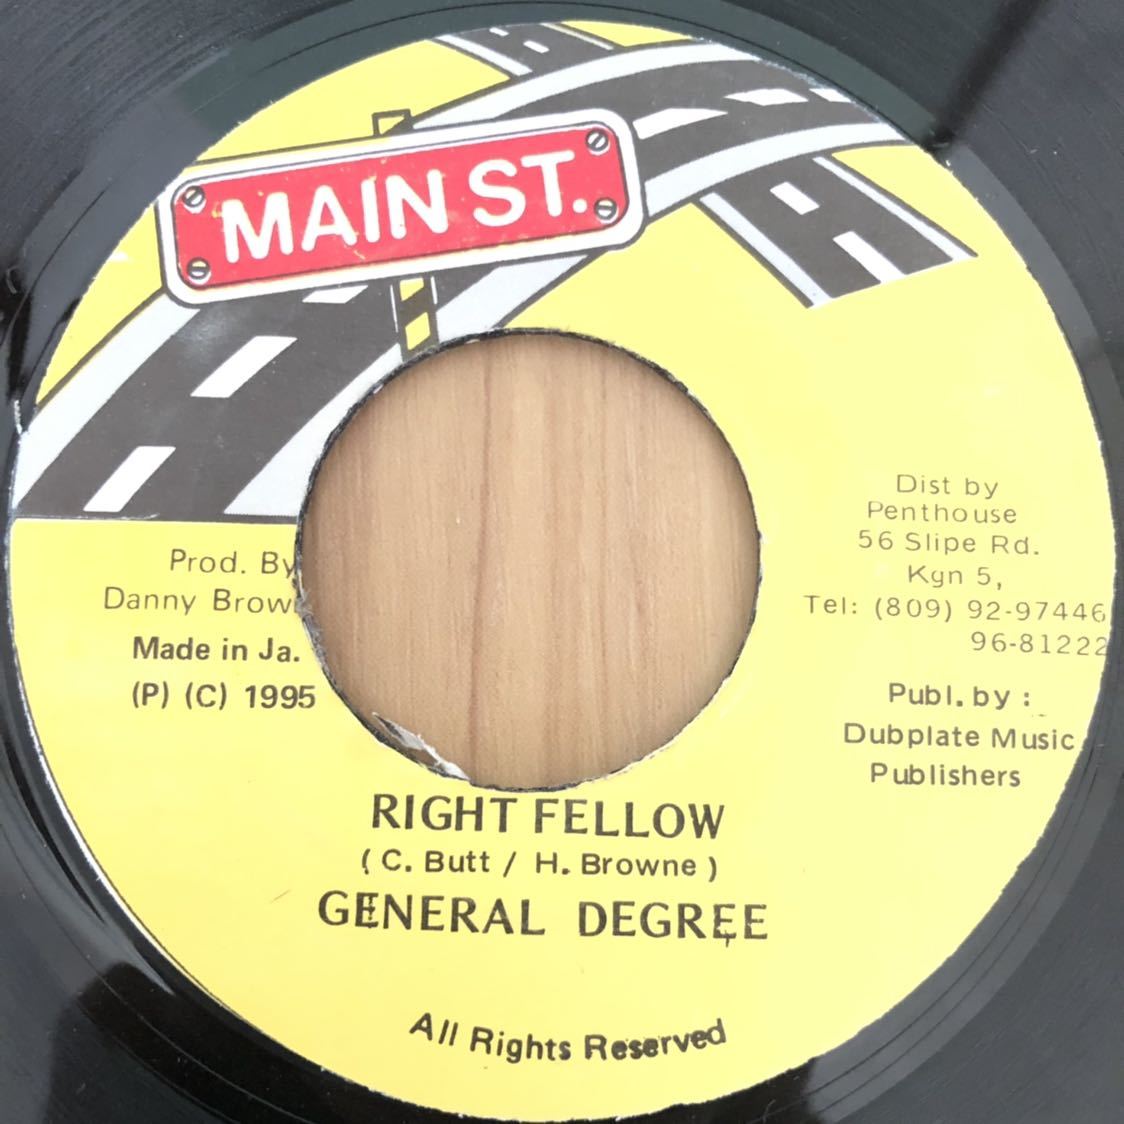 MAIN ST.
Prod. By
Danny Brow
Made in Ja.
(P) (C) 1995
Dist by
Penthouse
56 Slipe Rd.
Kgn 5,
Tel: (809) 92-97446
96-81222
Publ. by :
Dubplate Music
Publishers
RIGHT FELLOW
( C. Butt / H. Browne )
GENERAL DEGREE
All Rights Reserved